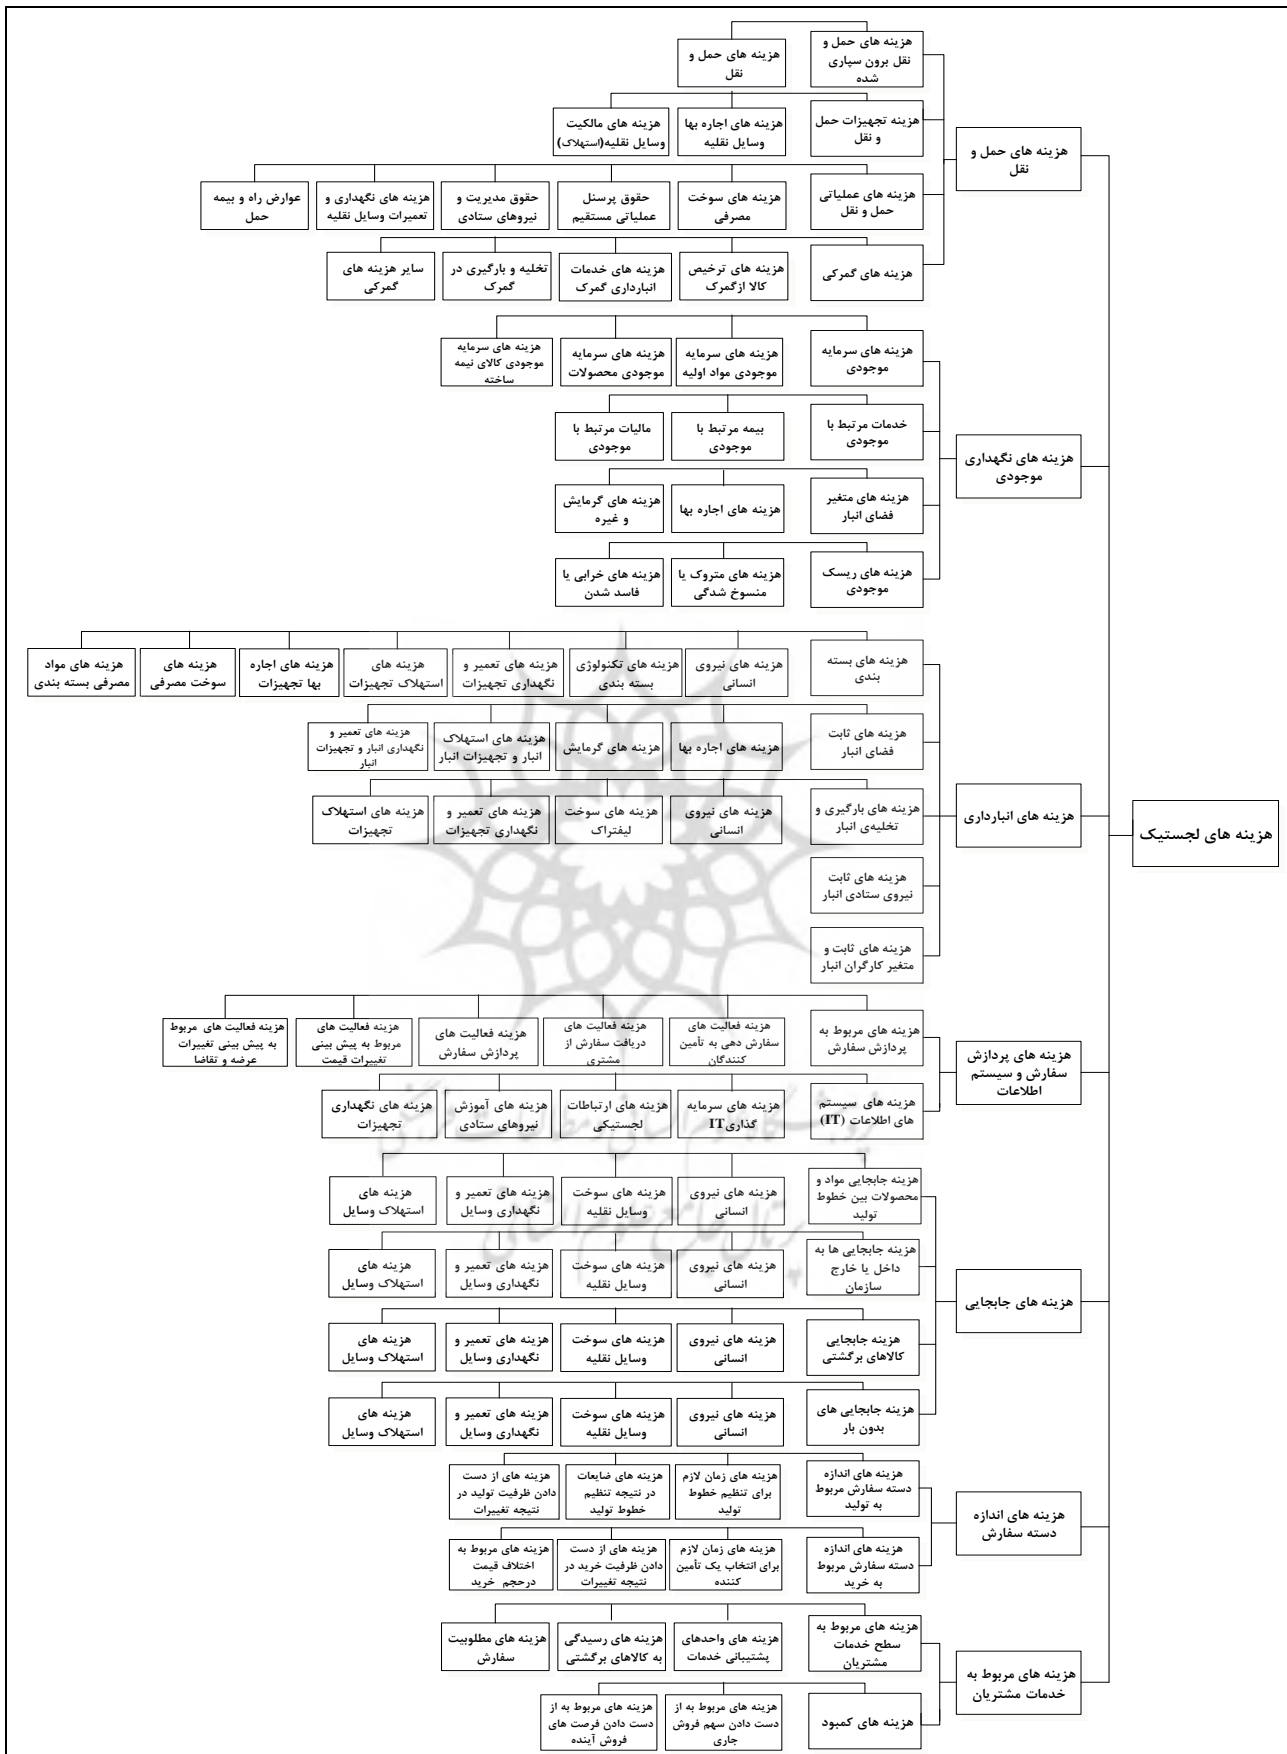 هزینه های لجستیک
هزینه های حمل و
نقل
هزینه های حمل و
نقل برون سپاری
شده
هزینه های حمل و
نقل
هزینه تجهیزات حمل
و نقل
هزینه های اجاره بها
وسایل نقلیه
هزینه های مالکیت
وسایل نقلیه(استهلاک)
هزینه های عملیاتی
حمل و نقل
هزینه های سوخت
مصرفی
حقوق پرسنل
عملیاتی مستقیم
حقوق مدیریت و
نیروهای ستادی
هزینه های نگهداری و
تعمیرات وسایل نقلیه
عوارض راه و بیمه
حمل
هزینه های گمرکی
هزینه های ترخیص
کالا ازگمرک
هزینه های خدمات
انبارداری گمرک
تخلیه و بارگیری در
گمرک
سایر هزینه های
گمرکی
هزینه های نگهداری
موجودی
هزینه های سرمایه
موجودی
هزینه های سرمایه
موجودی مواد اولیه
هزینه های سرمایه
موجودی محصولات
هزینه های سرمایه
موجودی کالای نیمه
ساخته
خدمات مرتبط با
موجودی
بیمه مرتبط با
موجودی
مالیات مرتبط با
موجودی
هزینه های متغیر
فضای انبار
هزینه های اجاره بها
هزینه های گرمایش
و غیره
هزینه های ریسک
موجودی
هزینه های متروک یا
منسوخ شدگی
هزینه های خرابی یا
فاسد شدن
هزینه های انبارداری
هزینه های بسته
بندی
هزینه های نیروی
انسانی
هزینه های تکنولوژی
بسته بندی
هزینه های تعمیر و
نگهداری تجهیزات
هزینه های
استهلاک تجهیزات
هزینه های اجاره
بها تجهیزات
هزینه های
سوخت مصرفی
هزینه های مواد
مصرفی بسته بندی
هزینه های ثابت
فضای انبار
هزینه های اجاره بها
هزینه های گرمایش
هزینه های استهلاک
انبار و تجهیزات انبار
هزینه های تعمیر و
نگهداری انبار و تجهیزات
انبار
هزینه های بارگیری و
تخلیه‌ی انبار
هزینه های نیروی
انسانی
هزینه های سوخت
لیفتراک
هزینه های تعمیر و
نگهداری تجهیزات
هزینه های استهلاک
تجهیزات
هزینه های ثابت
نیروی ستادی انبار
هزینه های ثابت و
متغیر کارگران انبار
هزینه های پردازش
سفارش و سیستم
اطلاعات
هزینه های مربوط به
پردازش سفارش
هزینه فعالیت های
سفارش دهی به تأمین
کنندگان
هزینه فعالیت های
دریافت سفارش از
مشتری
هزینه فعالیت های
پردازش سفارش
هزینه فعالیت های
مربوط به پیش بینی
تغییرات قیمت
هزینه فعالیت های مربوط
به پیش بینی تغییرات
عرضه و تقاضا
هزینه های سیستم
های اطلاعات (IT)
هزینه های سرمایه
گذاریIT
هزینه های ارتباطات
لجستیکی
هزینه های آموزش
نیروهای ستادی
هزینه های نگهداری
تجهیزات
پژوهشگاه علوم انسانی و مطالعات فرهنگی
پرتال جامع علوم انسانی
هزینه های جابجایی
هزینه جابجایی مواد و
محصولات بین خطوط
تولید
هزینه های نیروی
انسانی
هزینه های سوخت
وسایل نقلیه
هزینه های تعمیر و
نگهداری وسایل
هزینه های
استهلاک وسایل
هزینه جابجایی ها به
داخل یا خارج
سازمان
هزینه های نیروی
انسانی
هزینه های سوخت
وسایل نقلیه
هزینه های تعمیر و
نگهداری وسایل
هزینه های
استهلاک وسایل
هزینه جابجایی
کالاهای برگشتی
هزینه های نیروی
انسانی
هزینه های سوخت
وسایل نقلیه
هزینه های تعمیر و
نگهداری وسایل
هزینه های
استهلاک وسایل
هزینه جابجایی های
بدون بار
هزینه های نیروی
انسانی
هزینه های سوخت
وسایل نقلیه
هزینه های تعمیر و
نگهداری وسایل
هزینه های
استهلاک وسایل
هزینه های اندازه
دسته سفارش
هزینه های اندازه
دسته سفارش مربوط
به تولید
هزینه های زمان لازم
برای تنظیم خطوط
تولید
هزینه های ضایعات
در نتیجه تنظیم
خطوط تولید
هزینه های از دست
دادن ظرفیت تولید در
نتیجه تغییرات
هزینه های اندازه
دسته سفارش مربوط
به خرید
هزینه های زمان لازم
برای انتخاب یک تأمین
کننده
هزینه های از دست
دادن ظرفیت خرید در
نتیجه تغییرات
هزینه های مربوط به
اختلاف قیمت
درحجم خرید
هزینه های مربوط به
خدمات مشتریان
هزینه های مربوط به
سطح خدمات
مشتریان
هزینه های واحدهای
پشتیبانی خدمات
هزینه های رسیدگی
به کالاهای برگشتی
هزینه های مطلوبیت
سفارش
هزینه های کمبود
هزینه های مربوط به از
دست دادن سهم فروش
جاری
هزینه های مربوط به از
دست دادن فرصت های
فروش آینده